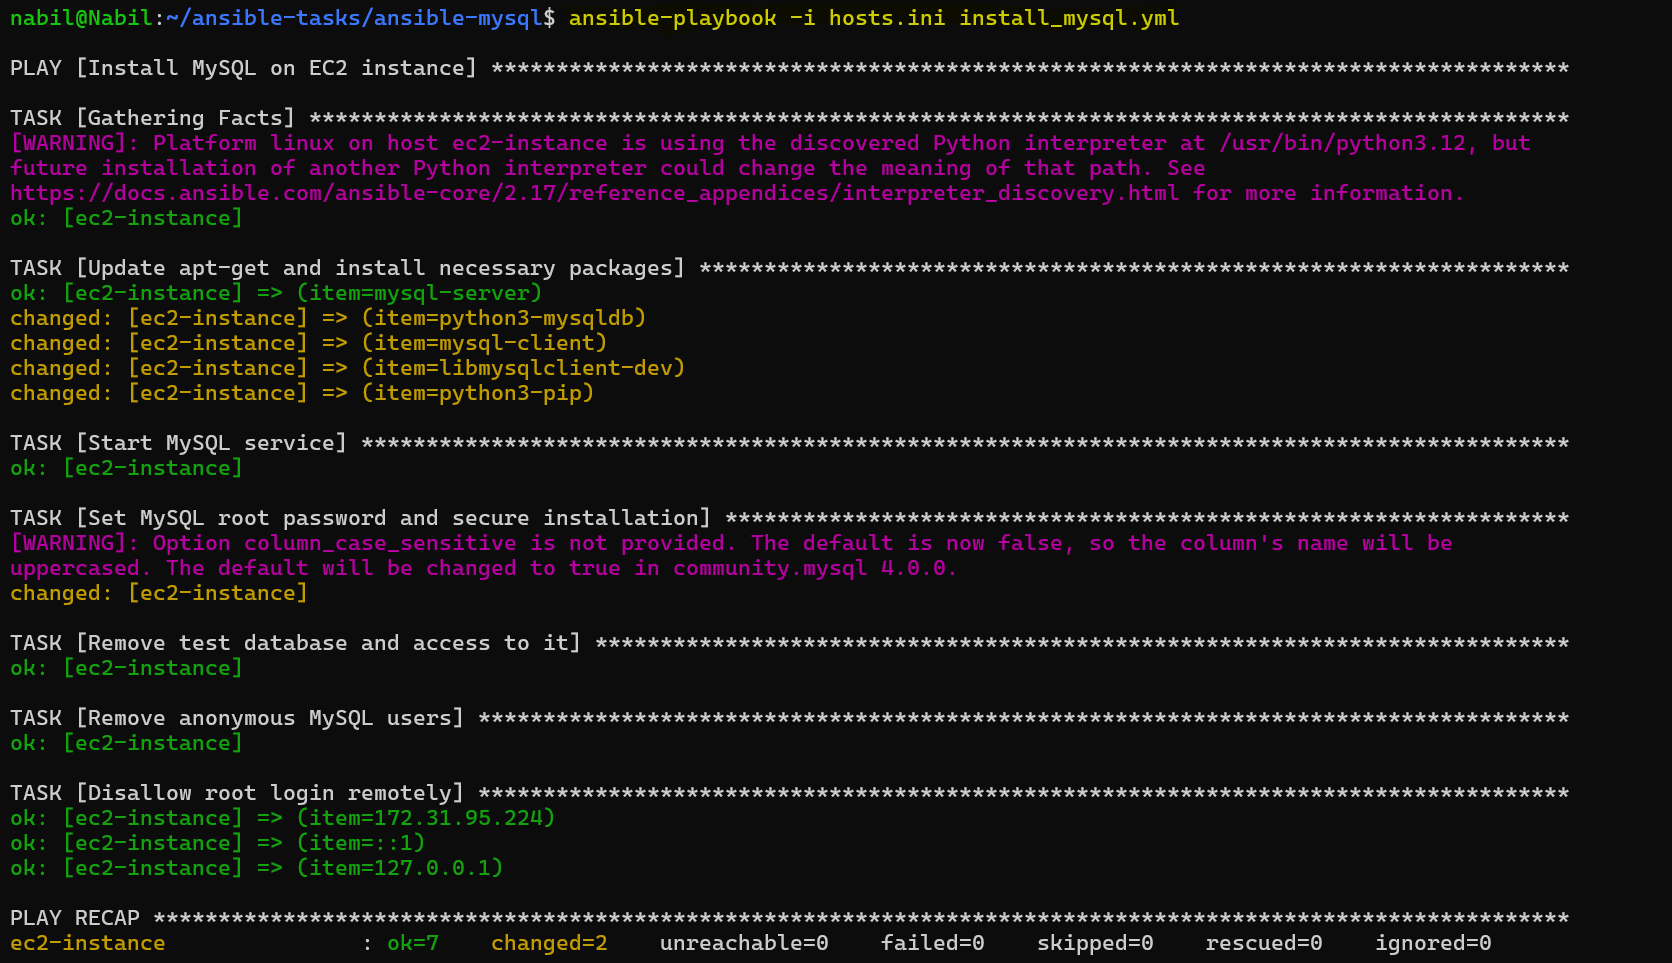 nabil@Nabil:~/ansible-tasks/ansible-mysql$ ansible-playbook -i hosts.ini install_mysql.yml
PLAY [Install MySQL on EC2 instance] ***********************************************************************************
TASK [Gathering Facts] *************************************************************************************************
[WARNING]: Platform linux on host ec2-instance is using the discovered Python interpreter at /usr/bin/python3.12, but
future installation of another Python interpreter could change the meaning of that path. See
https://docs.ansible.com/ansible-core/2.17/reference_appendices/interpreter_discovery.html for more information.
ok: [ec2-instance]
TASK [Update apt-get and install necessary packages] *******************************************************************
ok: [ec2-instance] => (item=mysql-server)
changed: [ec2-instance] => (item=python3-mysqldb)
changed: [ec2-instance] => (item=mysql-client)
changed: [ec2-instance] => (item=libmysqlclient-dev)
changed: [ec2-instance] => (item=python3-pip)
TASK [Start MySQL service] *********************************************************************************************
ok: [ec2-instance]
TASK [Set MySQL root password and secure installation] *****************************************************************
[WARNING]: Option column_case_sensitive is not provided. The default is now false, so the column's name will be
uppercased. The default will be changed to true in community.mysql 4.0.0.
changed: [ec2-instance]
TASK [Remove test database and access to it] ***************************************************************************
ok: [ec2-instance]
TASK [Remove anonymous MySQL users] ************************************************************************************
ok: [ec2-instance]
TASK [Disallow root login remotely] ************************************************************************************
ok: [ec2-instance] => (item=172.31.95.224)
ok: [ec2-instance] => (item=::1)
ok: [ec2-instance] => (item=127.0.0.1)
PLAY RECAP *************************************************************************************************************
ec2-instance               : ok=7    changed=2    unreachable=0    failed=0    skipped=0    rescued=0    ignored=0